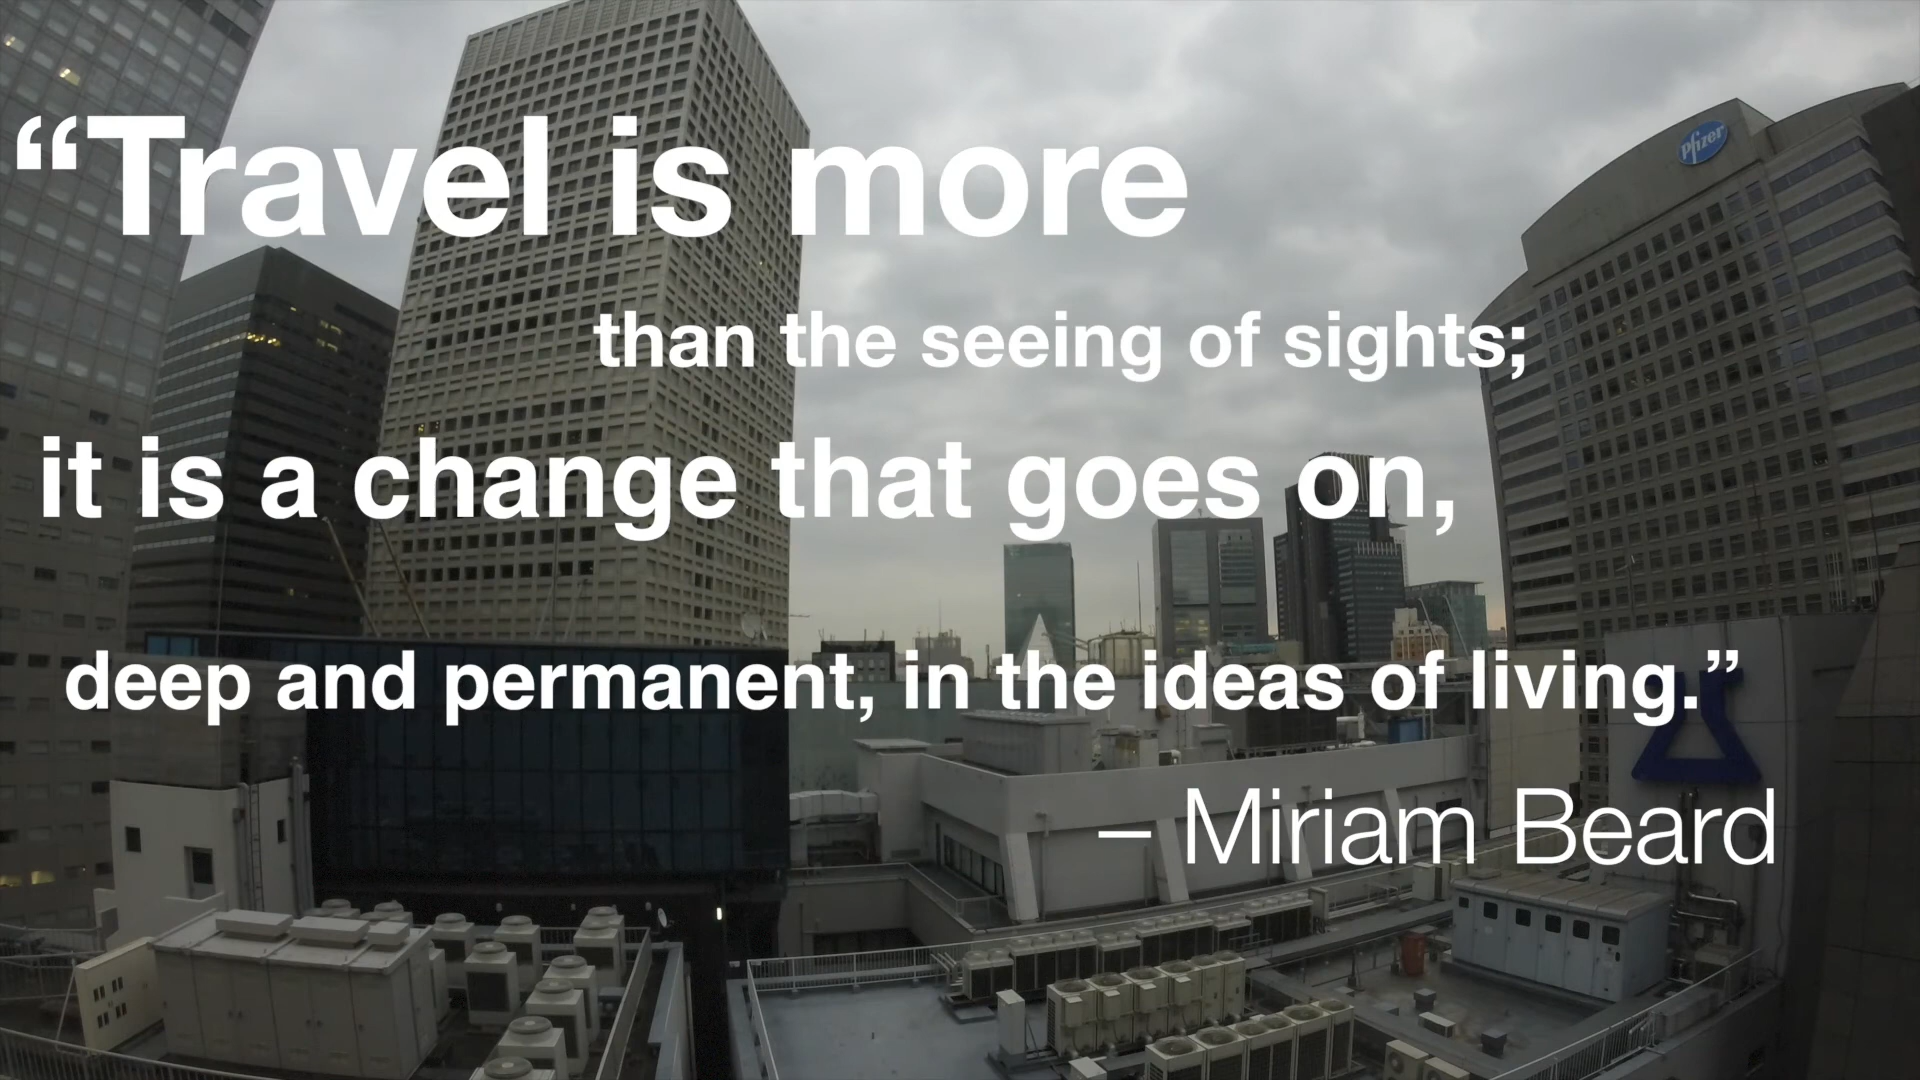 “Travel is more
than the seeing of sights;
it is a change that goes on,
deep and permanent, in the ideas of living.”
– Miriam Beard
Pfizer